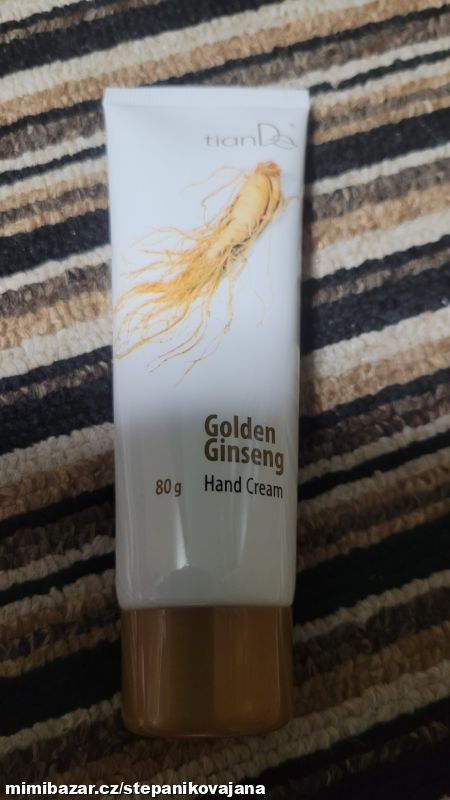 tianDe
Golden
Ginseng
80 g Hand Cream
mimibazar.cz/stepanikovajana